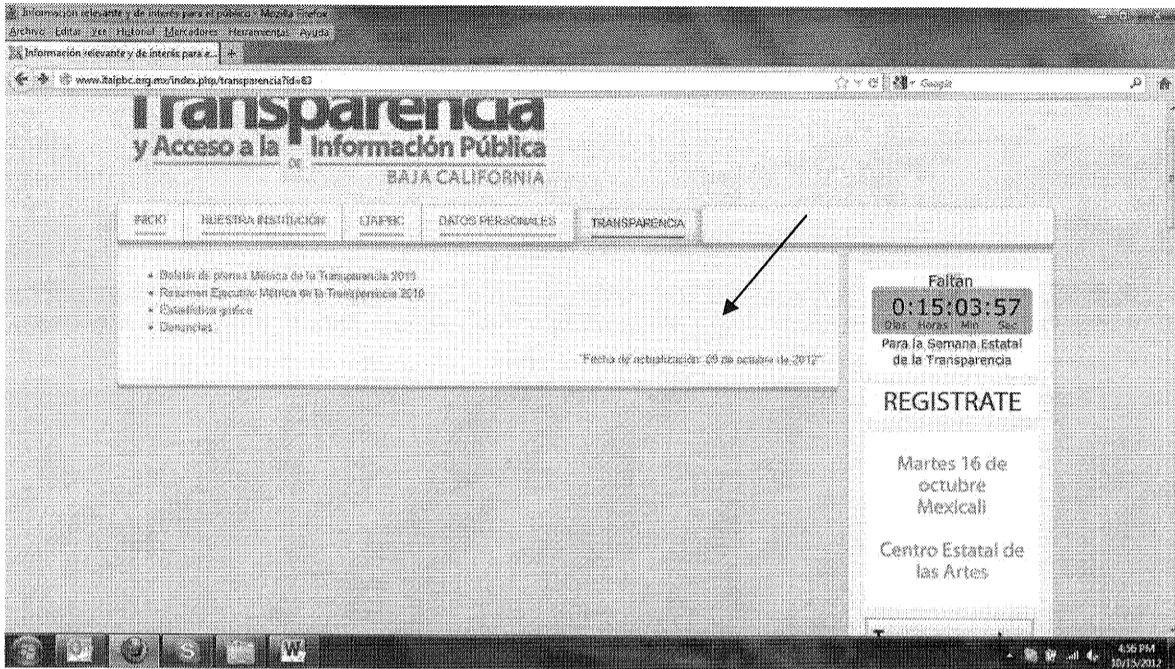 Información relevante y de interés para el público - Mozilla Firefox
Archivo Editar Ver Historial Marcadores Herramientas Ayuda
Información relevante y de interés para e... +
www.itaipbc.org.mx/index.php/transparencia?id=83
Google
Transparencia
y Acceso a la DE Información Pública
BAJA CALIFORNIA
INICIO NUESTRA INSTITUCIÓN LTAIPBC DATOS PERSONALES TRANSPARENCIA
Boletín de prensa Métrica de la Transparencia 2010
Resumen Ejecutivo Métrica de la Transparencia 2010
Estadística gráfica
Denuncias
"Fecha de actualización: 09 de octubre de 2012"
Faltan
0:15:03:57
Días Horas Min Sec
Para la Semana Estatal
de la Transparencia
REGISTRATE
Martes 16 de
octubre
Mexicali
Centro Estatal de
las Artes
4:56 PM